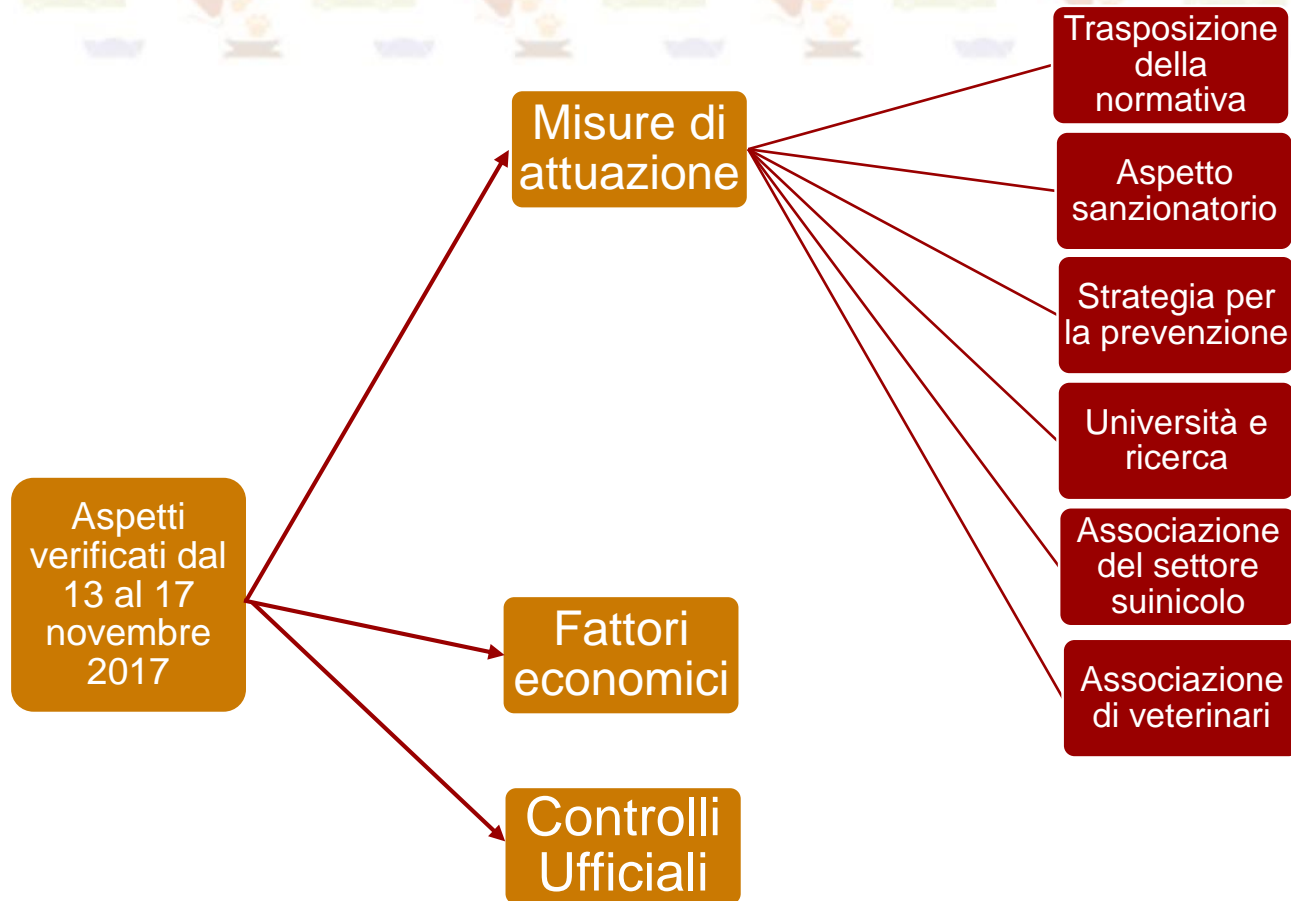 Aspetti
verificati dal
13 al 17
novembre
2017
Misure di
attuazione
Trasposizione
della
normativa
Aspetto
sanzionatorio
Strategia per
la prevenzione
Università e
ricerca
Associazione
del settore
suinicolo
Associazione
di veterinari
Fattori
economici
Controlli
Ufficiali